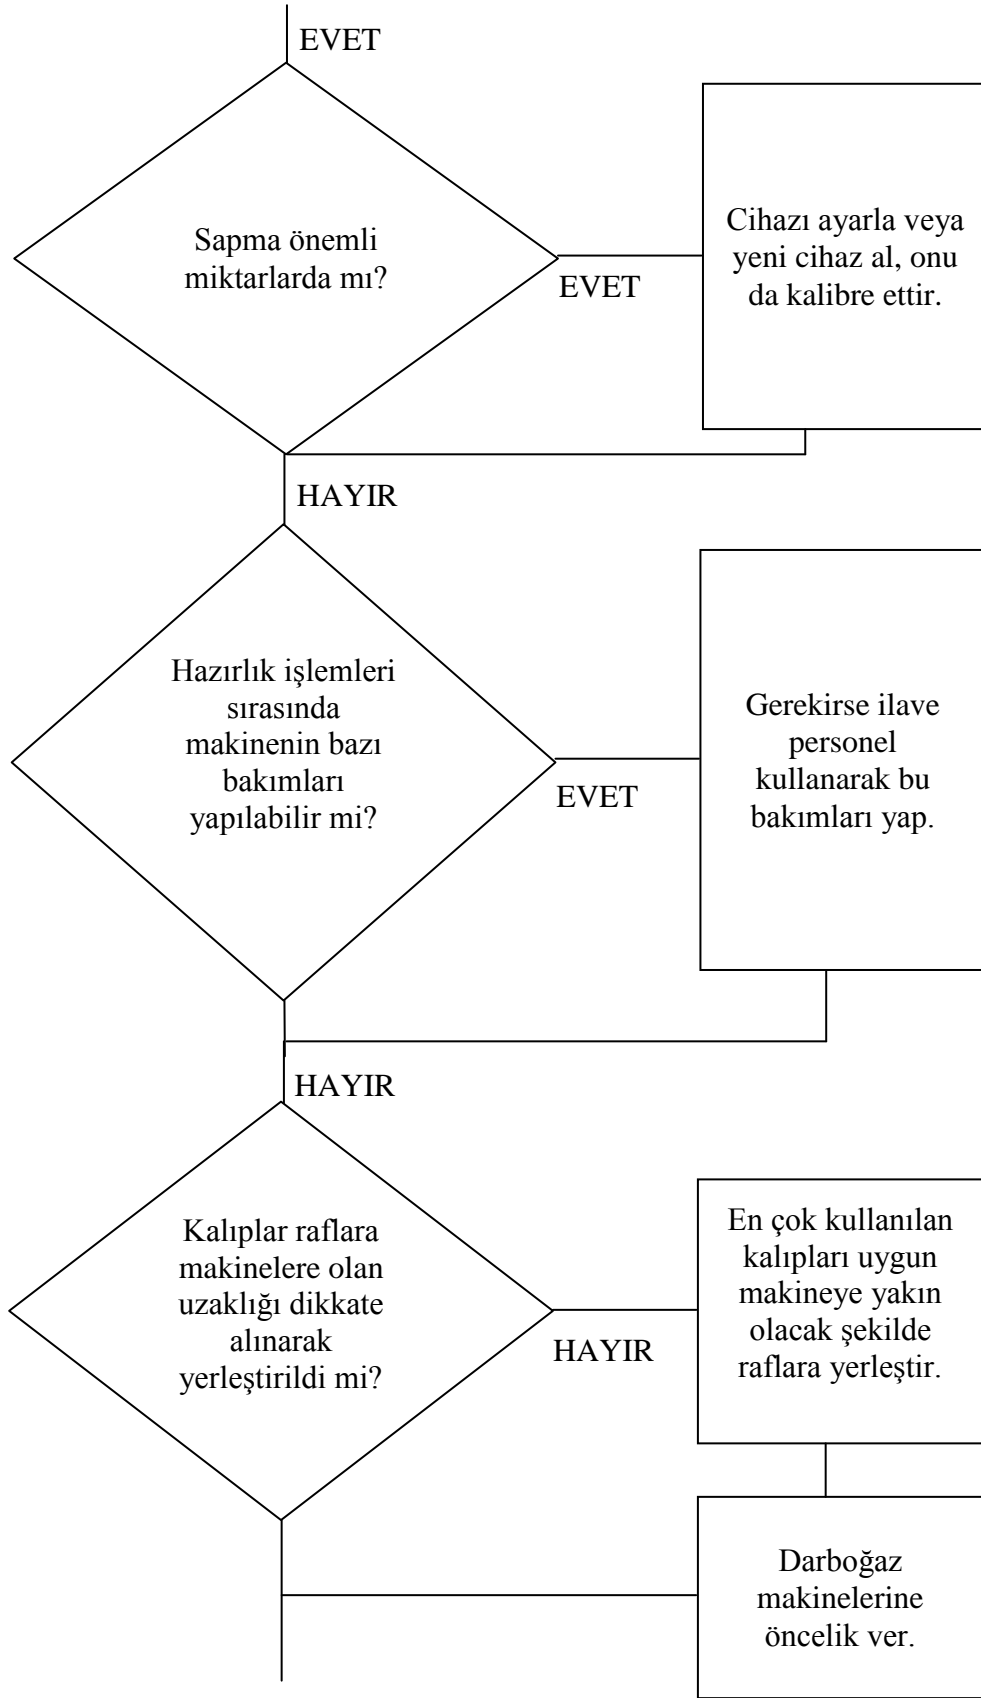 EVET
Sapma önemli
miktarlarda mı?
EVET
Cihazı ayarla veya
yeni cihaz al, onu
da kalibre ettir.
HAYIR
Hazırlık işlemleri
sırasında
makinenin bazı
bakımları
yapılabilir mi?
EVET
Gerekirse ilave
personel
kullanarak bu
bakımları yap.
HAYIR
Kalıplar raflara
makinelere olan
uzaklığı dikkate
alınarak
yerleştirildi mi?
HAYIR
En çok kullanılan
kalıpları uygun
makineye yakın
olacak şekilde
raflara yerleştir.
Darboğaz
makinelerine
öncelik ver.